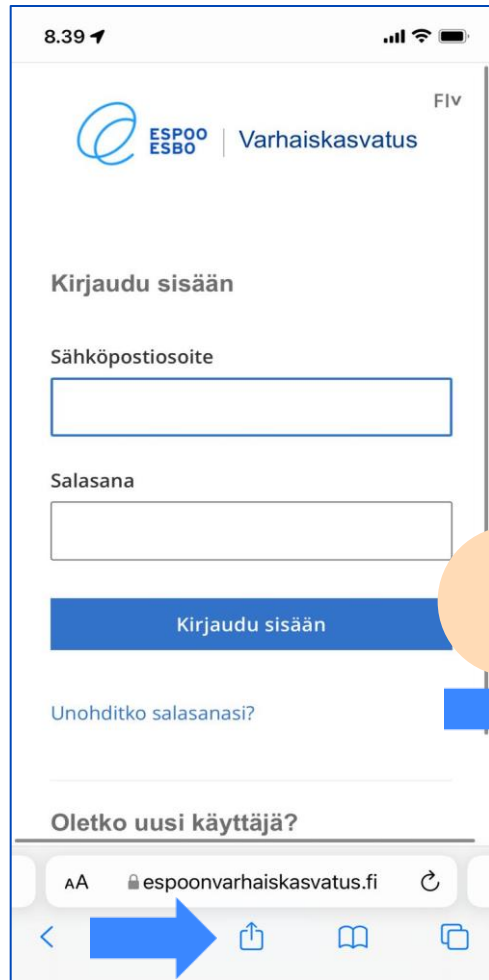 8.39
FI
ESPOO
ESBO
Varhaiskasvatus
Kirjaudu sisään
Sähköpostiosoite
Salasana
Kirjaudu sisään
Unohditko salasanasi?
Oletko uusi käyttäjä?
AA espoonvarhaiskasvatus.fi